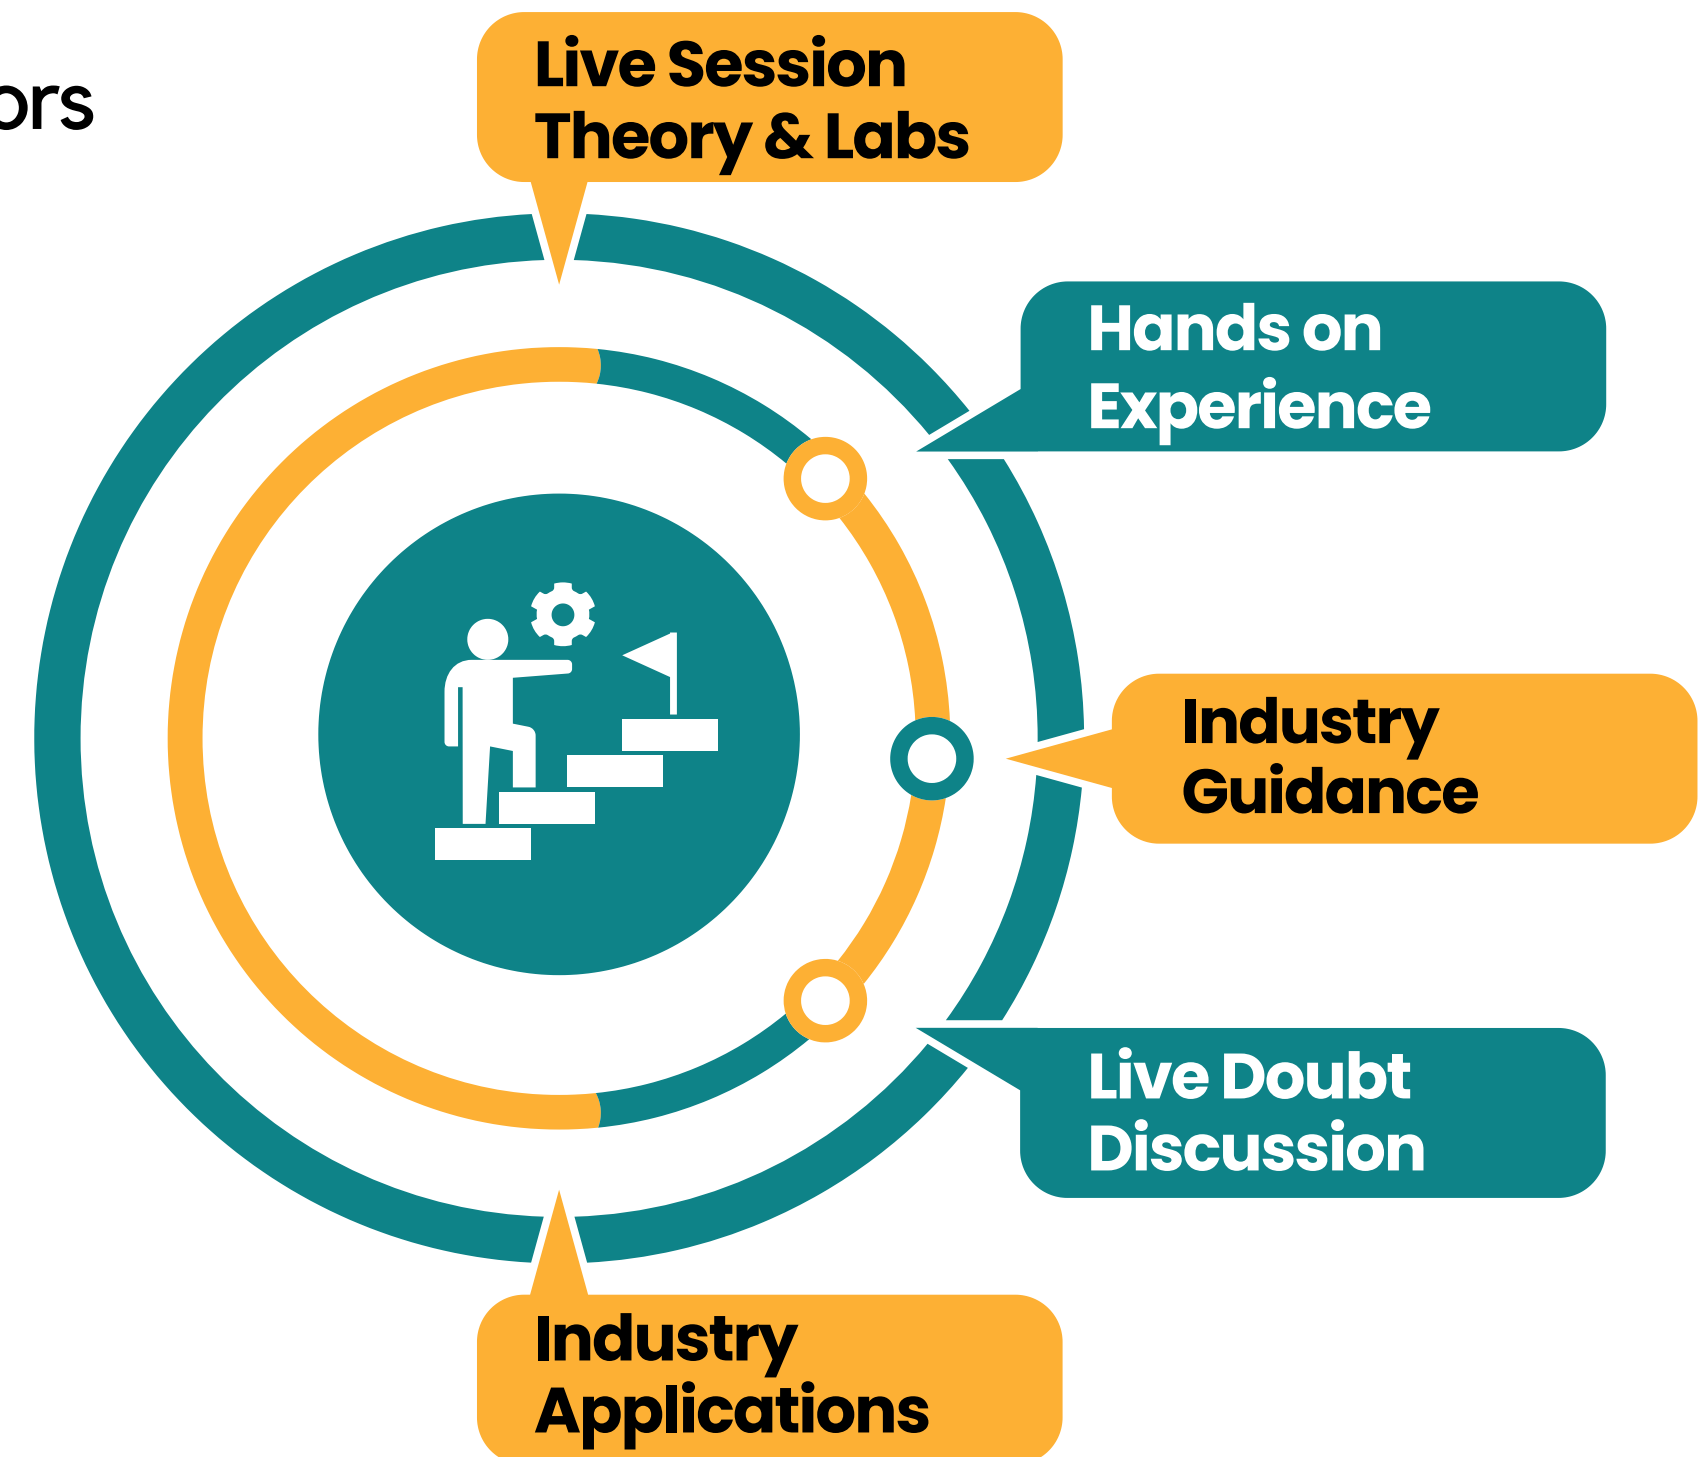 ors
Live Session
Theory & Labs
Hands on
Experience
Industry
Guidance
Live Doubt
Discussion
Industry
Applications